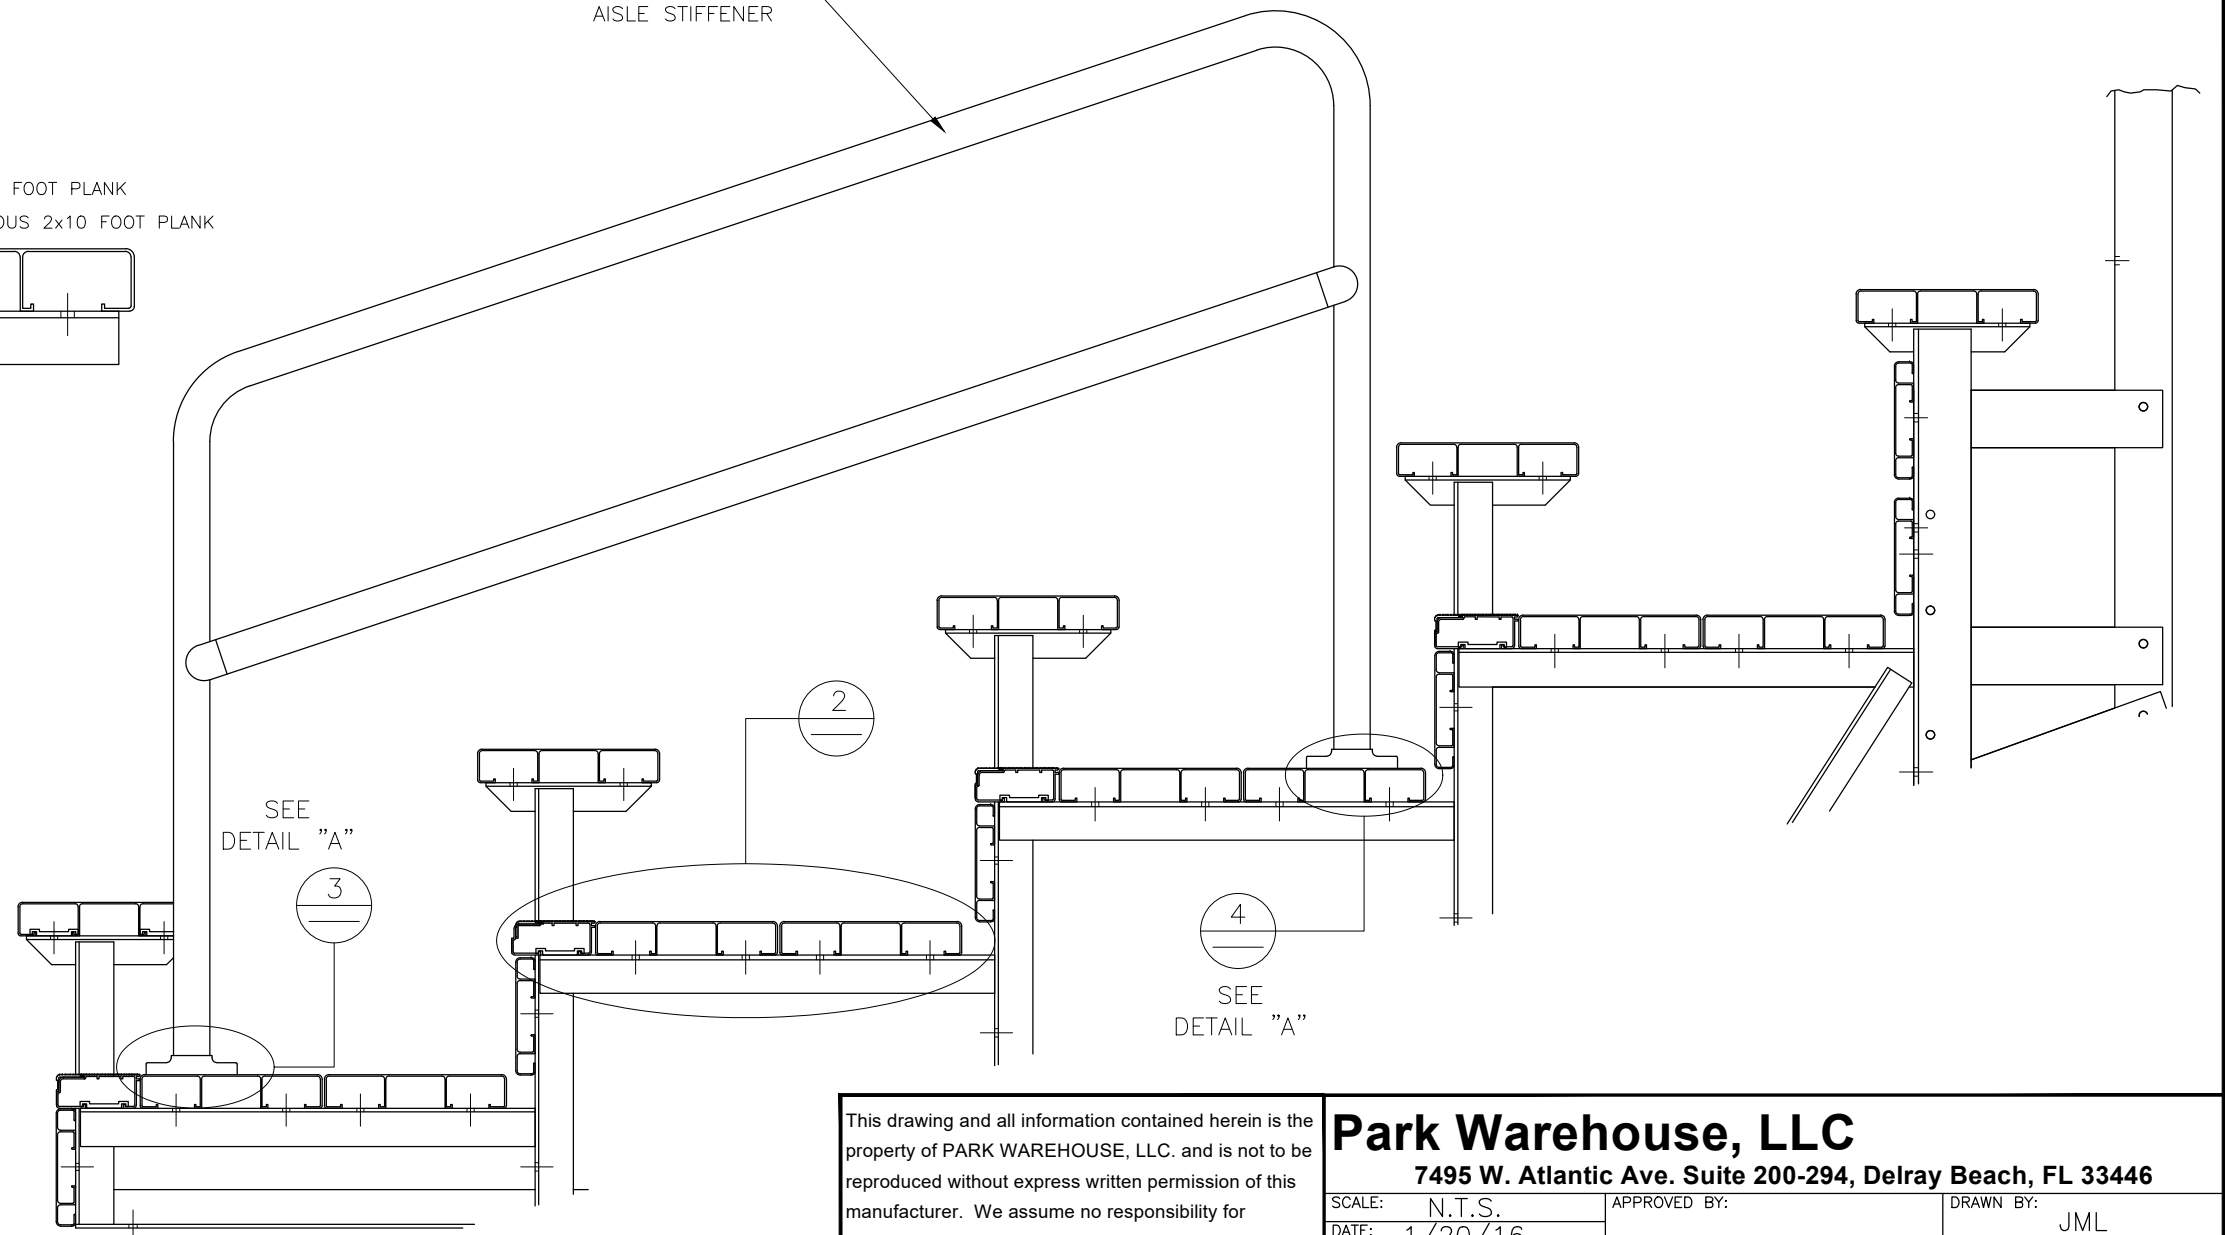 AISLE STIFFENER
FOOT PLANK
2x10 FOOT PLANK
2
SEE
DETAIL "A"
3
4
SEE
DETAIL "A"
This drawing and all information contained herein is the
property of PARK WAREHOUSE, LLC. and is not to be
reproduced without express written permission of this
manufacturer. We assume no responsibility for
Park Warehouse, LLC
7495 W. Atlantic Ave. Suite 200-294, Delray Beach, FL 33446
SCALE: N.T.S.
DATE: 1/20/16
APPROVED BY:
DRAWN BY:
JML